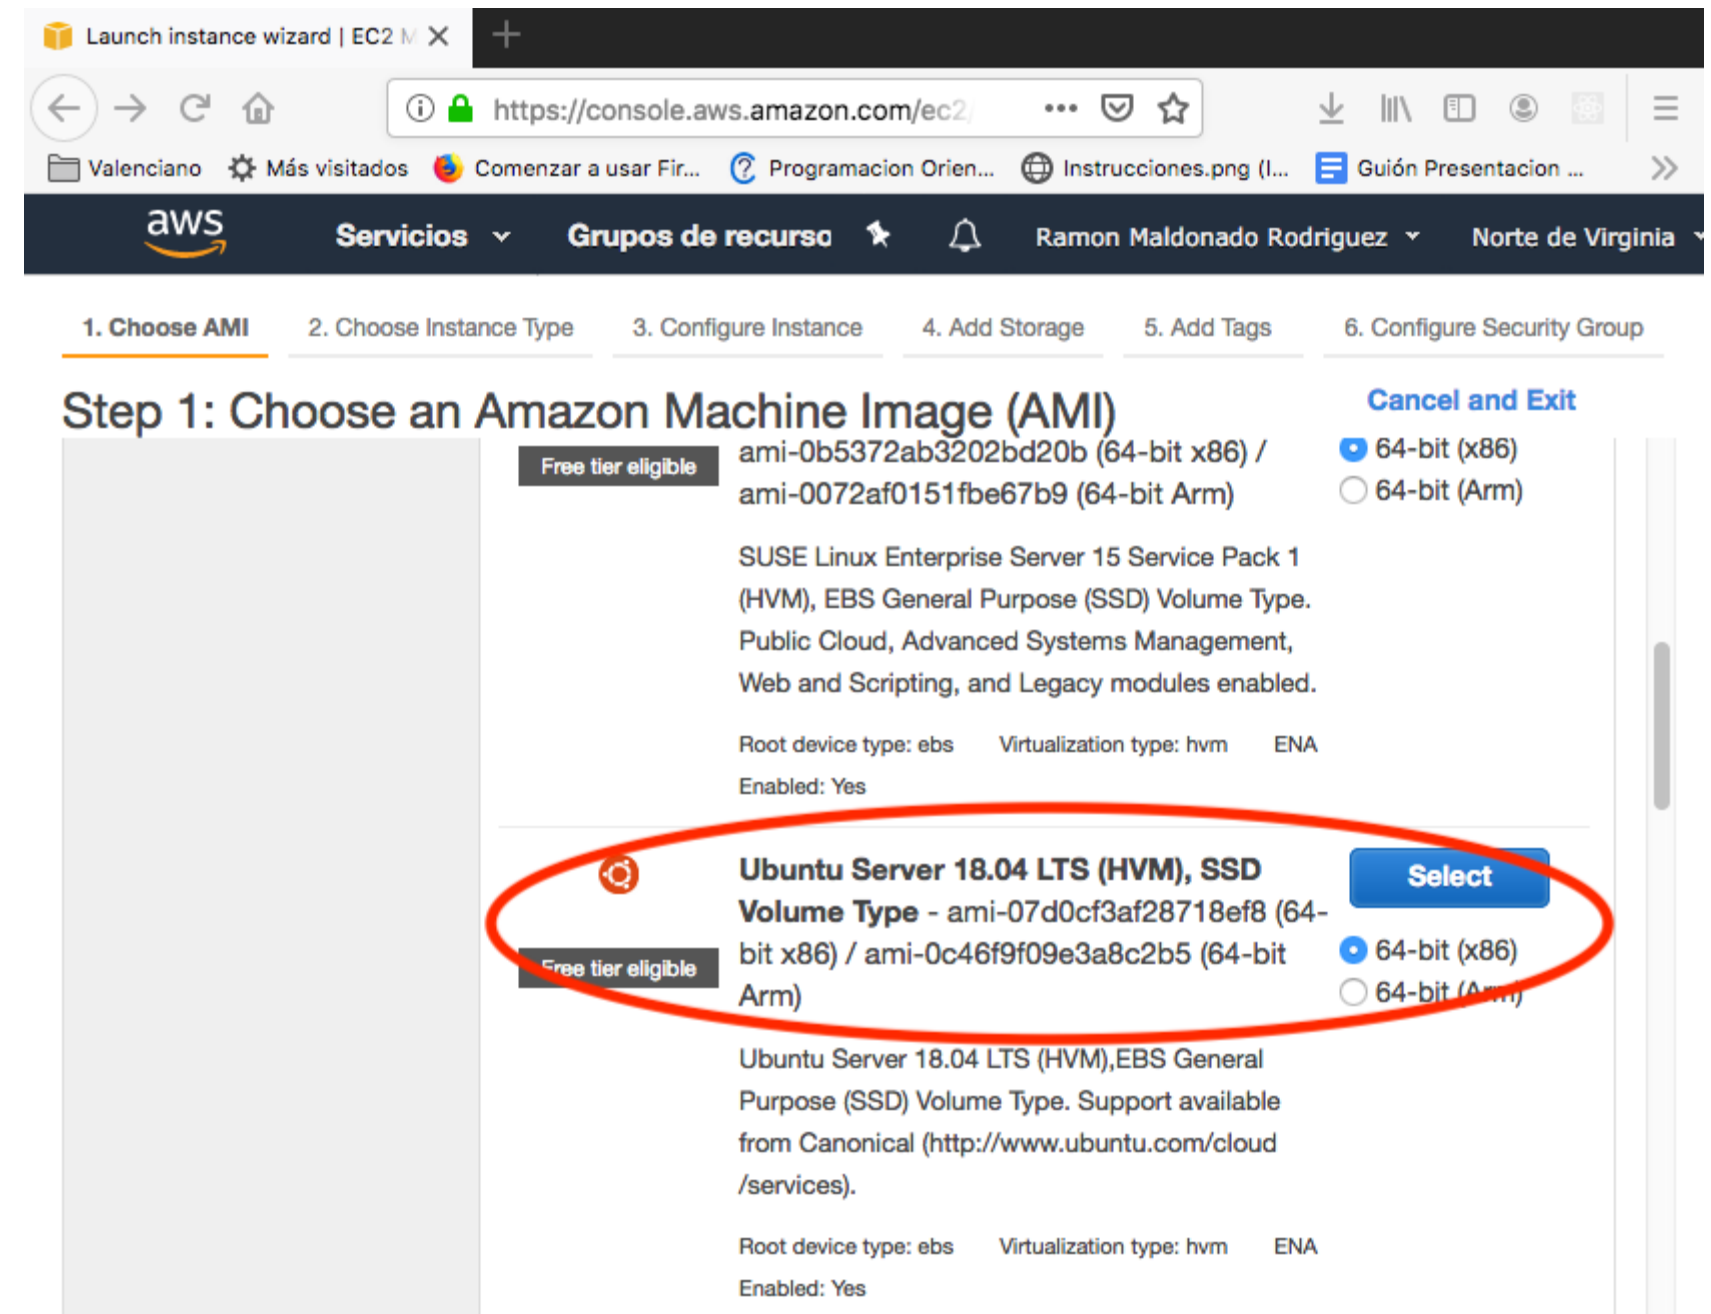 Launch instance wizard | EC2 M
https://console.aws.amazon.com/ec2/
Valenciano Más visitados Comenzar a usar Fir... Programacion Orien... Instrucciones.png (I... Guión Presentacion ...
aws Servicios Grupos de recurso Ramon Maldonado Rodriguez Norte de Virginia
1. Choose AMI 2. Choose Instance Type 3. Configure Instance 4. Add Storage 5. Add Tags 6. Configure Security Group
Step 1: Choose an Amazon Machine Image (AMI) Cancel and Exit
Free tier eligible
ami-0b5372ab3202bd20b (64-bit x86) /
ami-0072af0151fbe67b9 (64-bit Arm)
64-bit (x86)
64-bit (Arm)
SUSE Linux Enterprise Server 15 Service Pack 1
(HVM), EBS General Purpose (SSD) Volume Type.
Public Cloud, Advanced Systems Management,
Web and Scripting, and Legacy modules enabled.
Root device type: ebs Virtualization type: hvm ENA
Enabled: Yes
Ubuntu Server 18.04 LTS (HVM), SSD
Volume Type - ami-07d0cf3af28718ef8 (64-
bit x86) / ami-0c46f9f09e3a8c2b5 (64-bit
Arm)
Free tier eligible
Select
64-bit (x86)
64-bit (Arm)
Ubuntu Server 18.04 LTS (HVM),EBS General
Purpose (SSD) Volume Type. Support available
from Canonical (http://www.ubuntu.com/cloud
/services).
Root device type: ebs Virtualization type: hvm ENA
Enabled: Yes